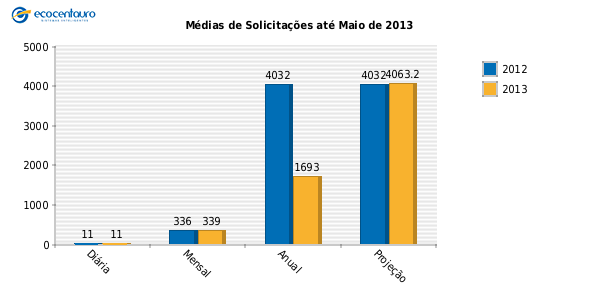 ecocentauro
Médias de Solicitações até Maio de 2013
5000
4000
3000
2000
1000
0
11
11
336
339
4032
1693
4032
4063.2
Diária
Mensal
Anual
Projeção
2012
2013